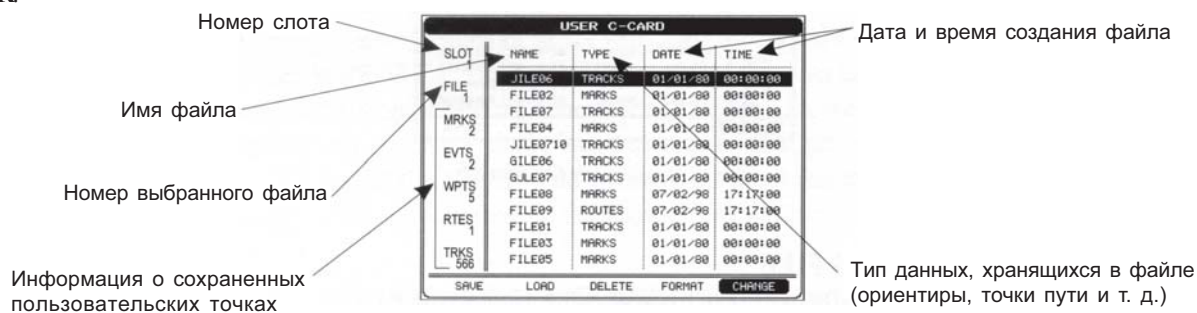 Номер слота
Имя файла
Номер выбранного файла
Информация о сохраненных
пользовательских точках
USER C-CARD
SLOT
1
FILE
1
MRKS
2
EVTS
2
WPTS
5
RTES
1
TRKS
566
NAME TYPE DATE TIME
JILE06 TRACKS 01/01/80 00:00:00
FILE02 MARKS 01/01/80 00:00:00
FILE07 TRACKS 01/01/80 00:00:00
FILE04 MARKS 01/01/80 00:00:00
JILE0710 TRACKS 01/01/80 00:00:00
GILE06 TRACKS 01/01/80 00:00:00
GJLE07 TRACKS 01/01/80 00:00:00
FILE08 MARKS 07/02/98 17:17:00
FILE09 ROUTES 07/02/98 17:17:00
FILE01 TRACKS 01/01/80 00:00:00
FILE03 MARKS 01/01/80 00:00:00
FILE05 MARKS 01/01/80 00:00:00
SAVE LOAD DELETE FORMAT CHANGE
Дата и время создания файла
Тип данных, хранящихся в файле
(ориентиры, точки пути и т. д.)